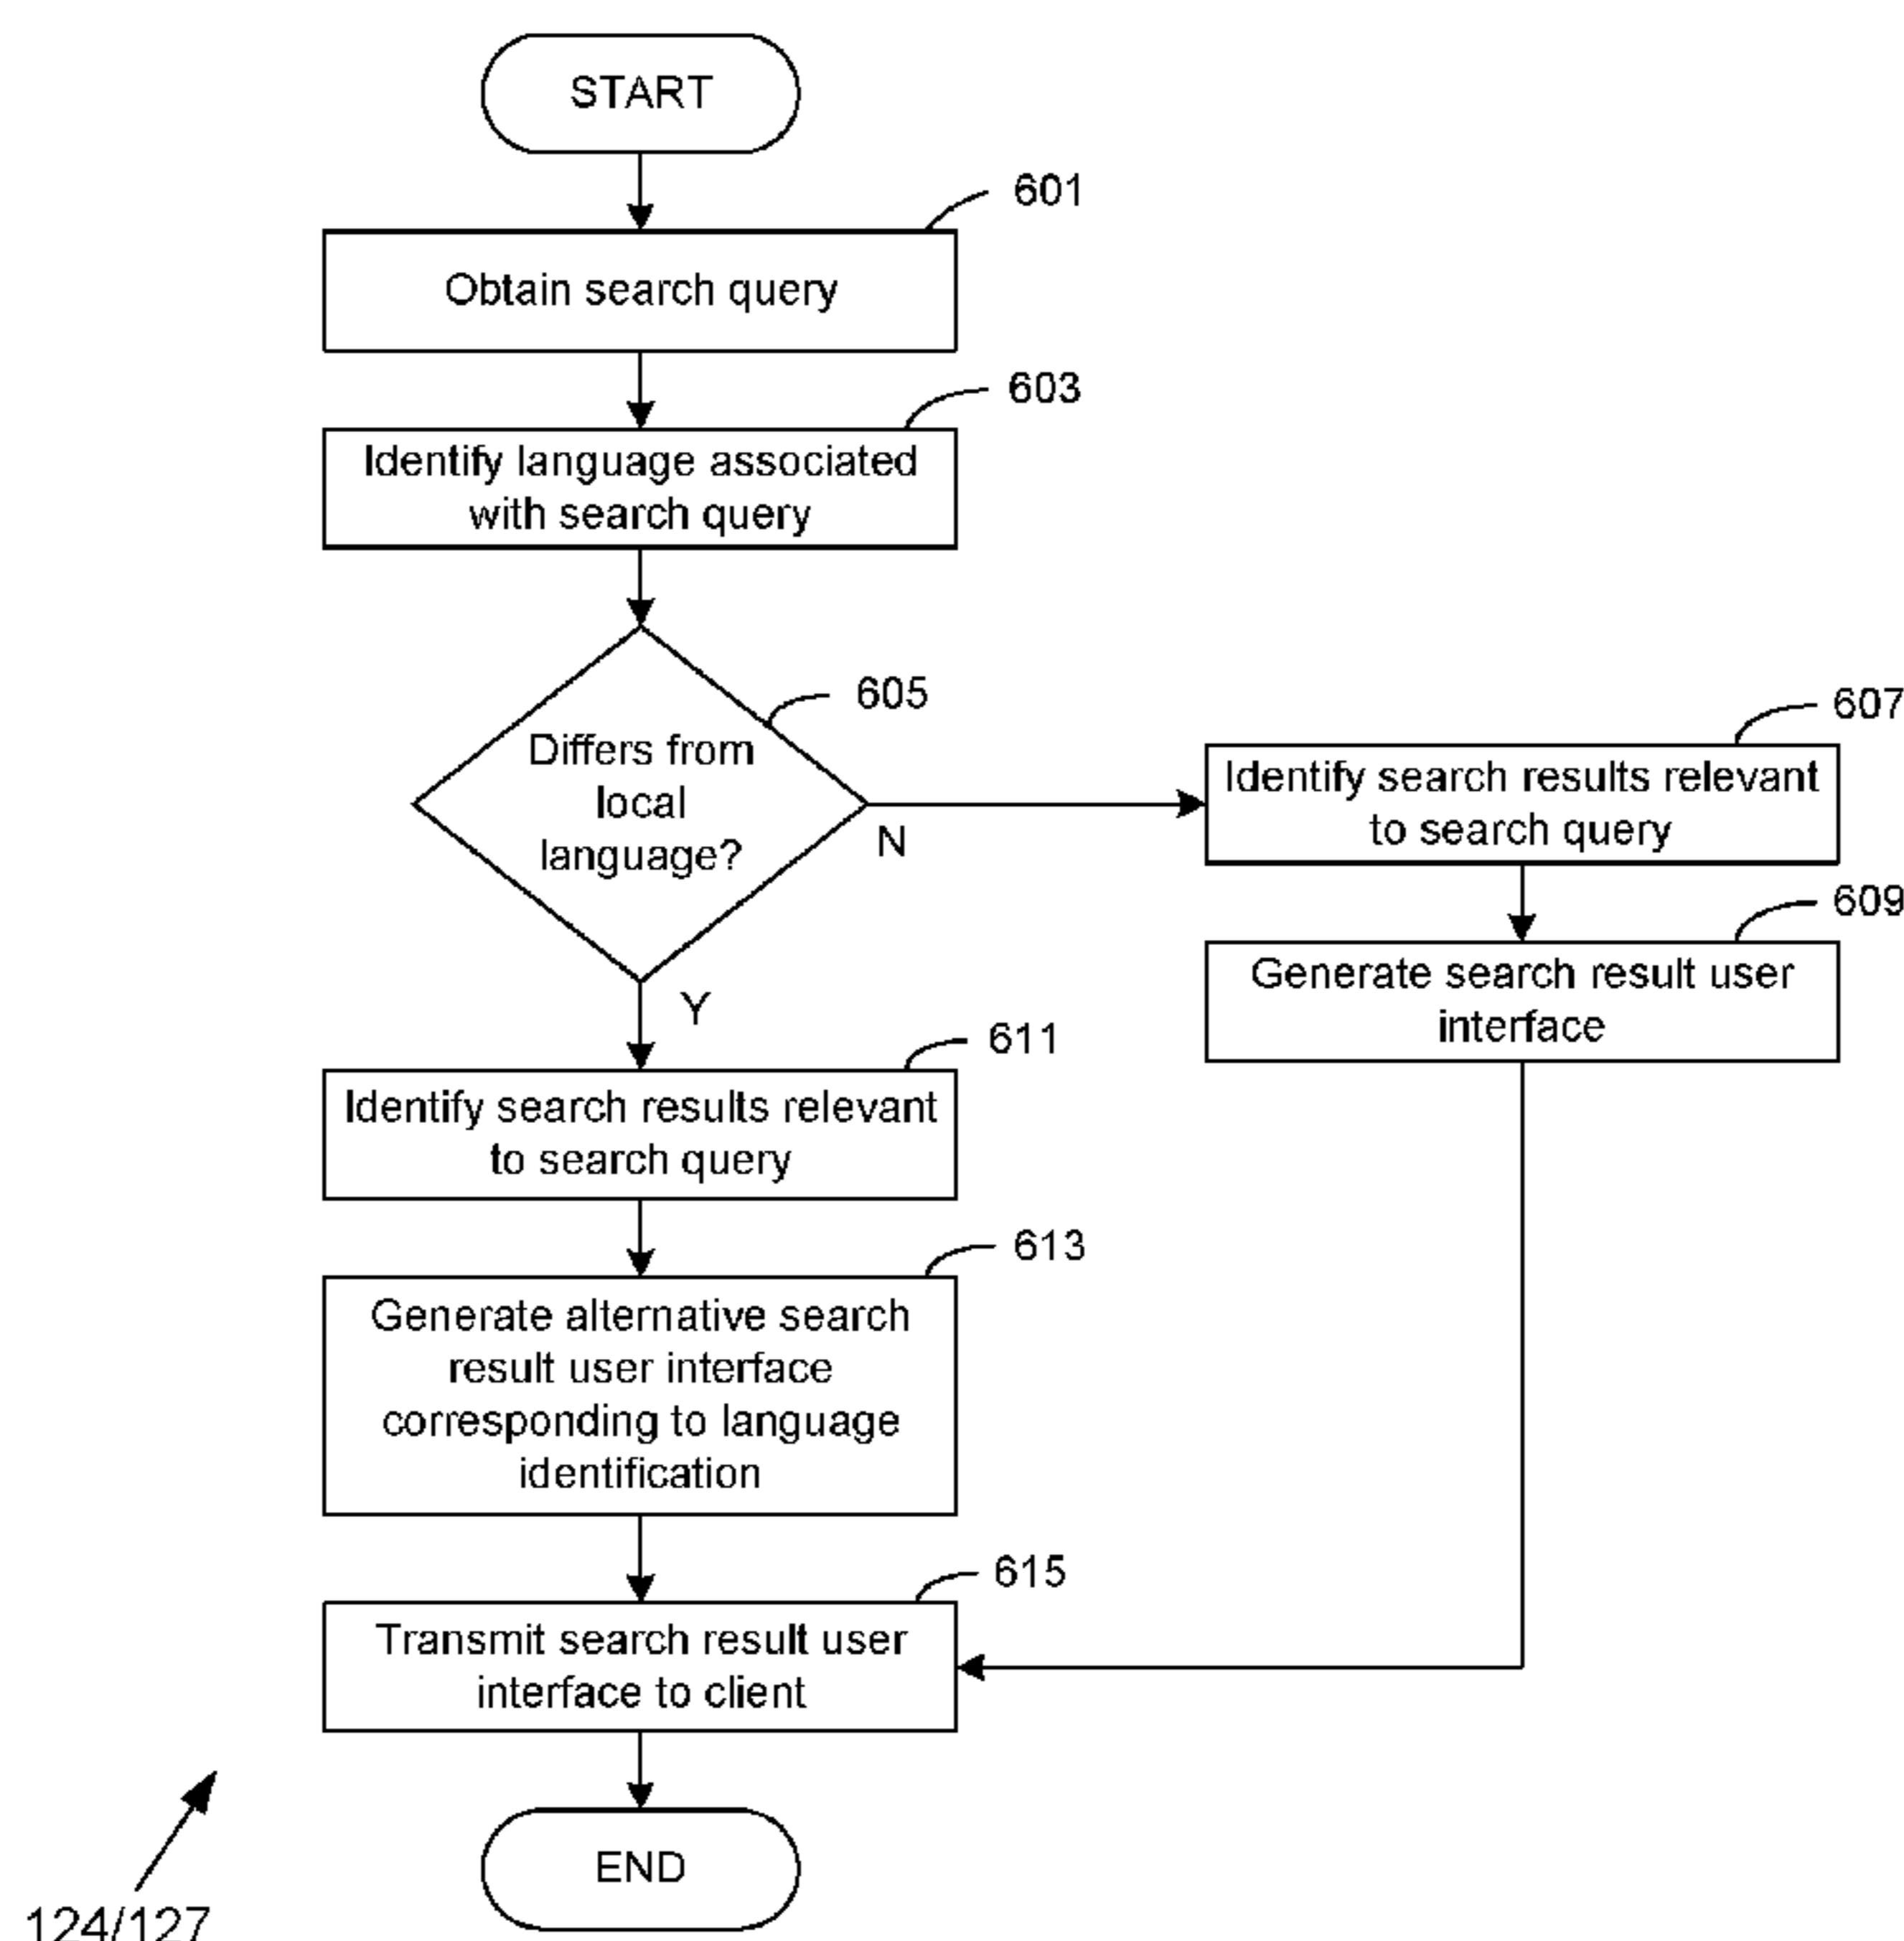 START
601
Obtain search query
603
Identify language associated
with search query
605
Differs from
local
language?
N
Y
607
Identify search results relevant
to search query
609
Generate search result user
interface
611
Identify search results relevant
to search query
613
Generate alternative search
result user interface
corresponding to language
identification
615
Transmit search result user
interface to client
END
124/127